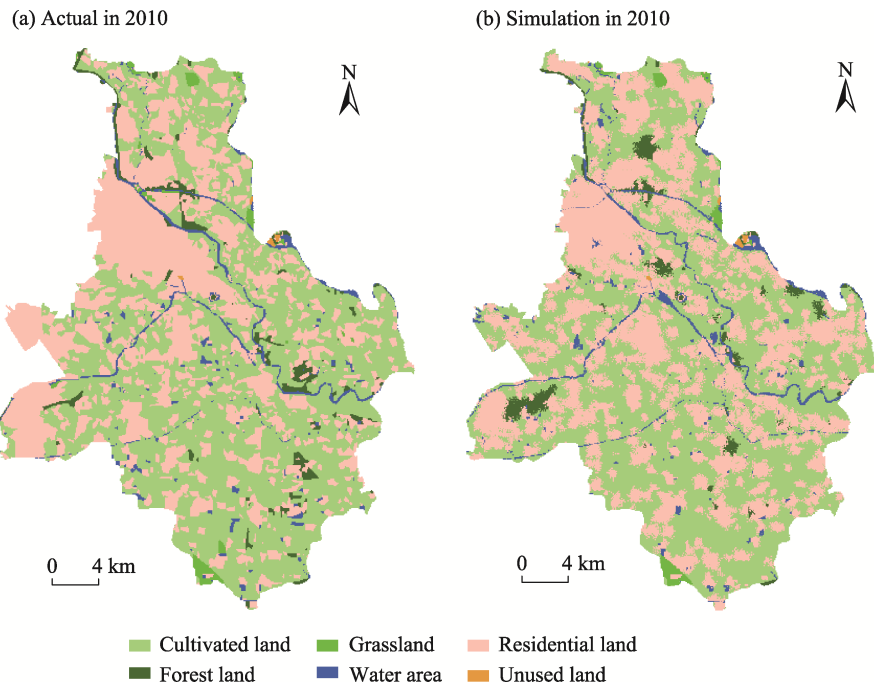 (a) Actual in 2010
(b) Simulation in 2010
N
N
0 4 km
0 4 km
Cultivated land
Grassland
Residential land
Forest land
Water area
Unused land